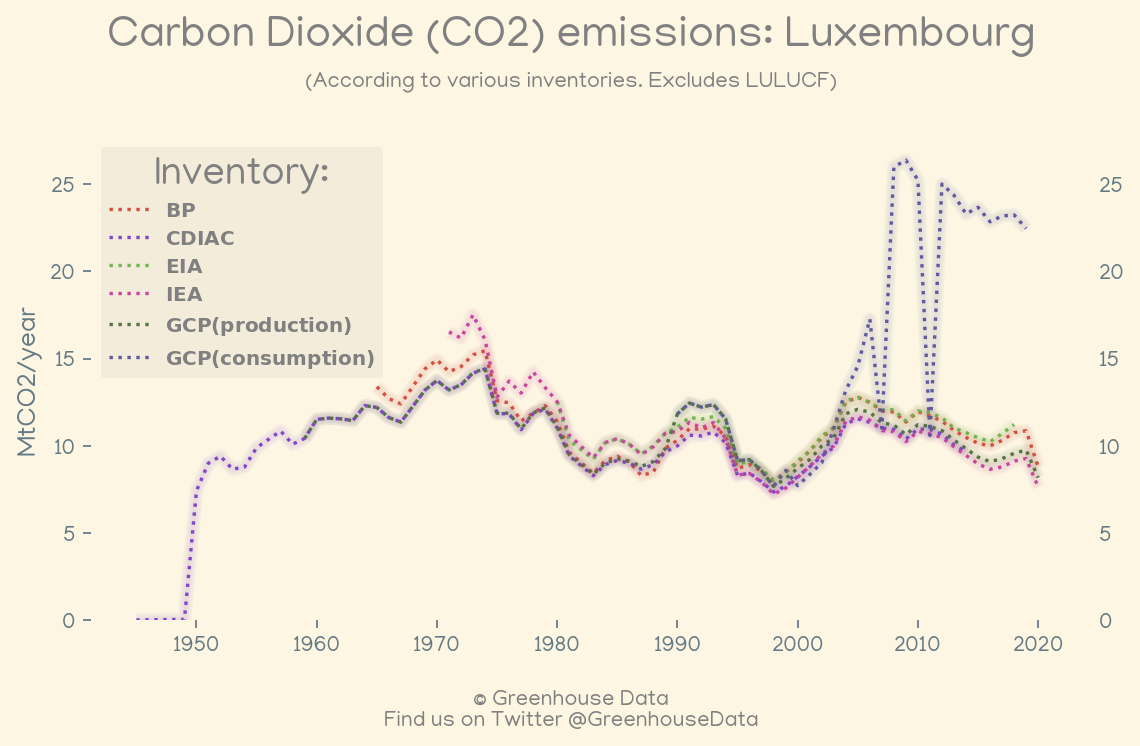 Carbon Dioxide (CO2) emissions: Luxembourg
(According to various inventories. Excludes LULUCF)
Inventory:
BP
CDIAC
EIA
IEA
GCP(production)
GCP(consumption)
MtCO2/year
25
20
15
10
5
0
25
20
15
10
5
0
1950 1960 1970 1980 1990 2000 2010 2020
© Greenhouse Data
Find us on Twitter @GreenhouseData